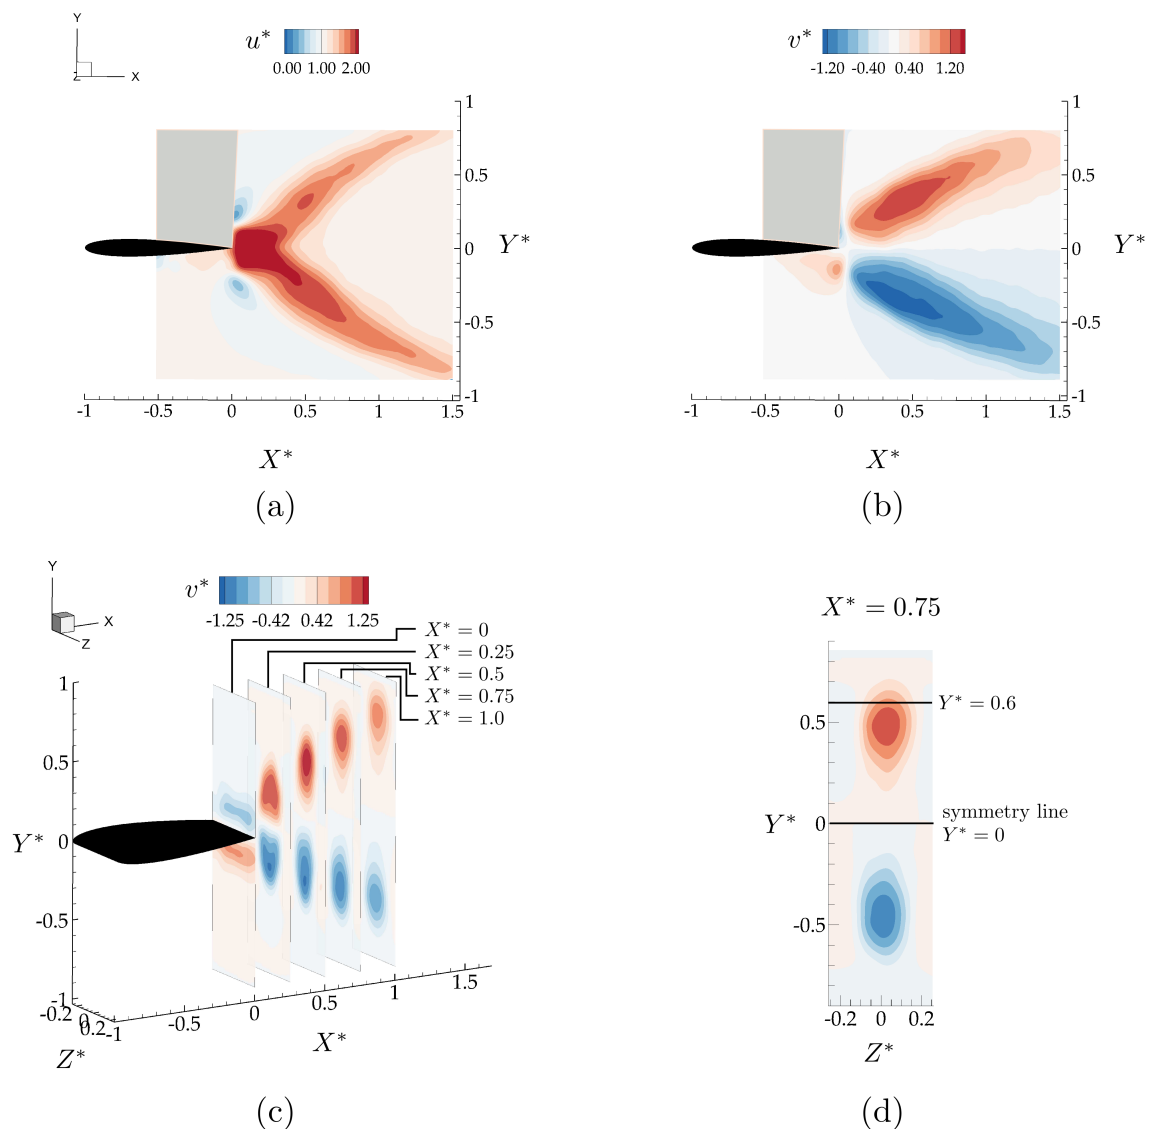 Y
Z X
u*
0.00 1.00 2.00
1
0.5
0
-0.5
-1
Y*
-1 -0.5 0 0.5 1 1.5
X*
(a)
v*
-1.20 -0.40 0.40 1.20
1
0.5
0
-0.5
-1
Y*
-1 -0.5 0 0.5 1 1.5
X*
(b)
Y
X
Z
v*
-1.25 -0.42 0.42 1.25
X* = 0
X* = 0.25
X* = 0.5
X* = 0.75
X* = 1.0
1
0.5
Y* 0
-0.5
-1
-0.2 0 0.2
Z*
-1 -0.5 0 0.5 1 1.5
X*
(c)
X* = 0.75
Y* = 0.6
0.5
symmetry line
Y* 0
Y* = 0
-0.5
-0.2 0 0.2
Z*
(d)